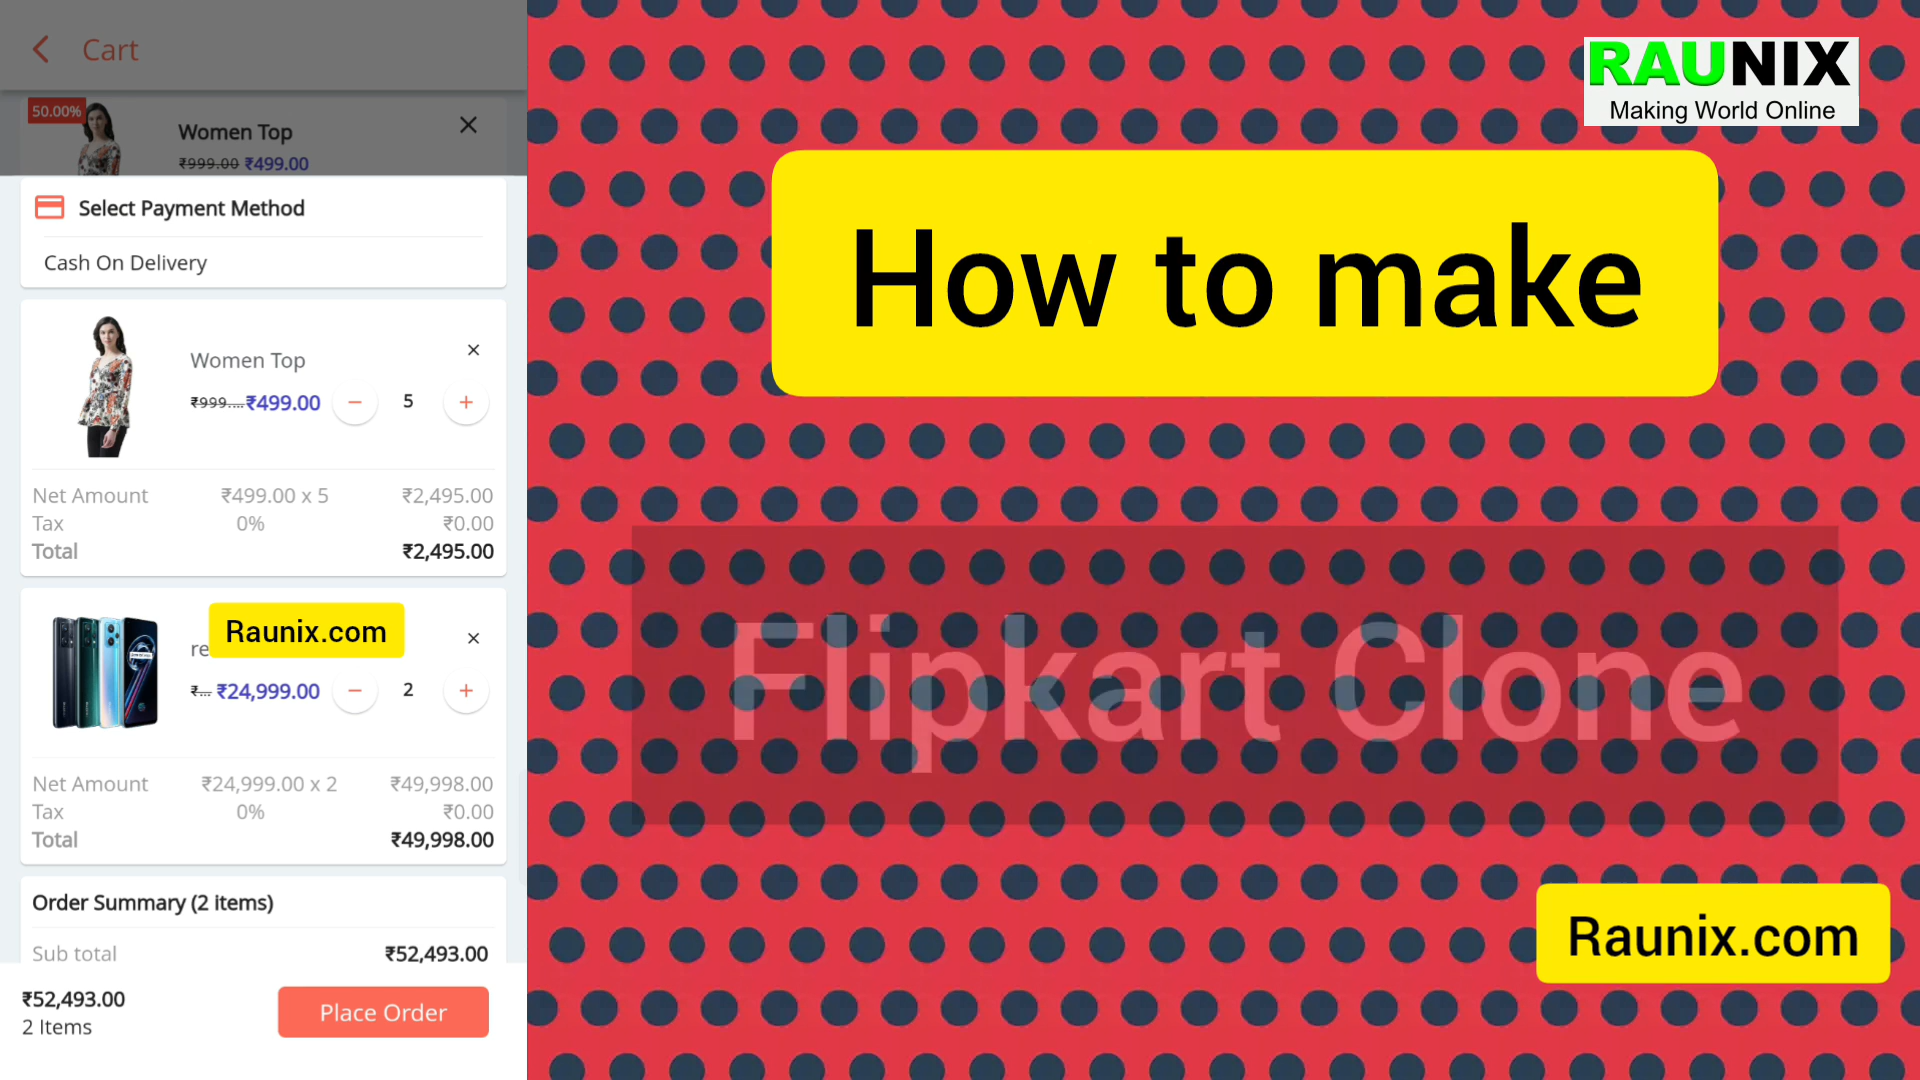 Cart
50.00%
Women Top
₹999.00 ₹499.00
Select Payment Method
Cash On Delivery
Women Top
₹999.... ₹499.00 5
Net Amount ₹499.00 x 5 ₹2,495.00
Tax 0% ₹0.00
Total ₹2,495.00
re
Raunix.com
₹... ₹24,999.00 2
Net Amount ₹24,999.00 x 2 ₹49,998.00
Tax 0% ₹0.00
Total ₹49,998.00
Order Summary (2 items)
Sub total ₹52,493.00
₹52,493.00
2 Items
Place Order
RAUNIX
Making World Online
How to make
Flipkart Clone
Raunix.com